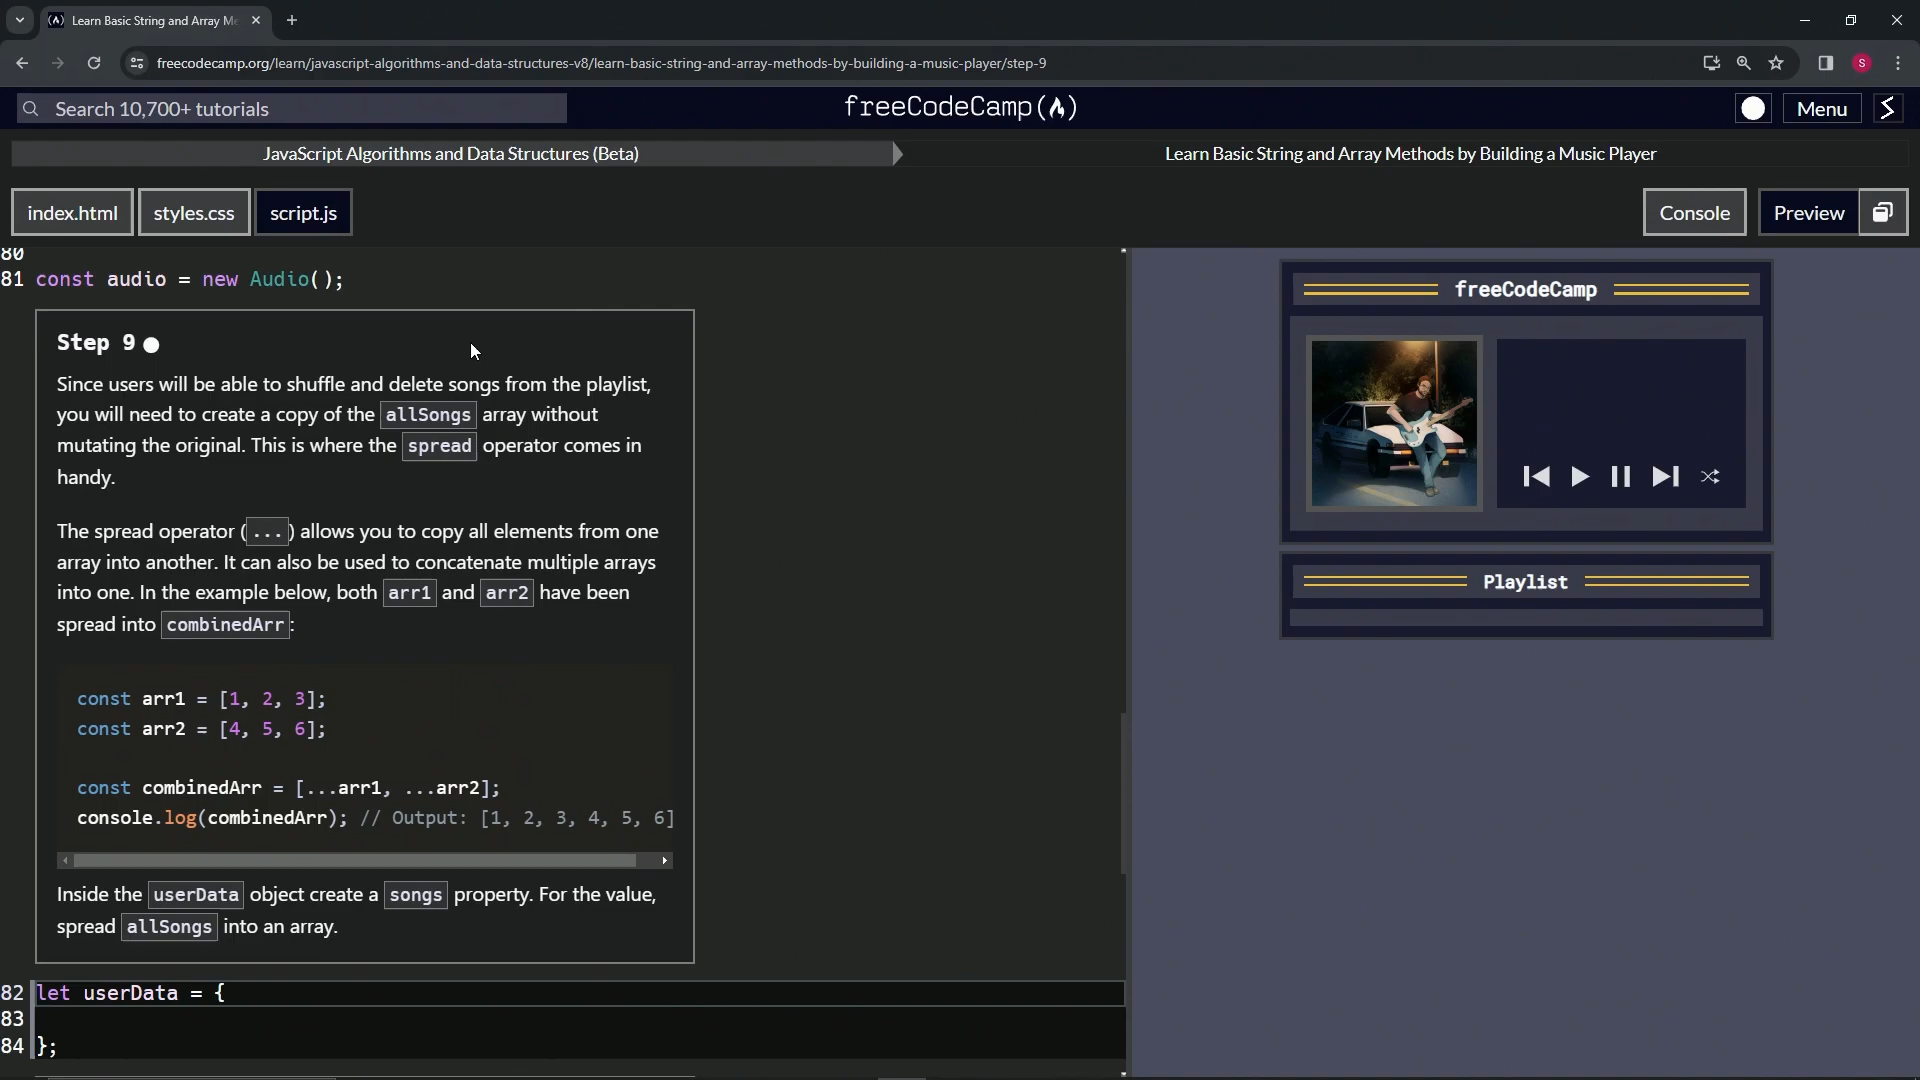 Learn Basic String and Array Me
freecodecamp.org/learn/javascript-algorithms-and-data-structures-v8/learn-basic-string-and-array-methods-by-building-a-music-player/step-9
S
Search 10,700+ tutorials
freeCodeCamp(🔥)
Menu
JavaScript Algorithms and Data Structures (Beta)
Learn Basic String and Array Methods by Building a Music Player
index.html
styles.css
script.js
Console
Preview
80
81 const audio = new Audio();
Step 9
Since users will be able to shuffle and delete songs from the playlist,
you will need to create a copy of the allSongs array without
mutating the original. This is where the spread operator comes in
handy.
The spread operator (...) allows you to copy all elements from one
array into another. It can also be used to concatenate multiple arrays
into one. In the example below, both arr1 and arr2 have been
spread into combinedArr:
const arr1 = [1, 2, 3];
const arr2 = [4, 5, 6];
const combinedArr = [...arr1, ...arr2];
console.log(combinedArr); // Output: [1, 2, 3, 4, 5, 6]
Inside the userData object create a songs property. For the value,
spread allSongs into an array.
82 let userData = {
83
84 };
freeCodeCamp
Playlist